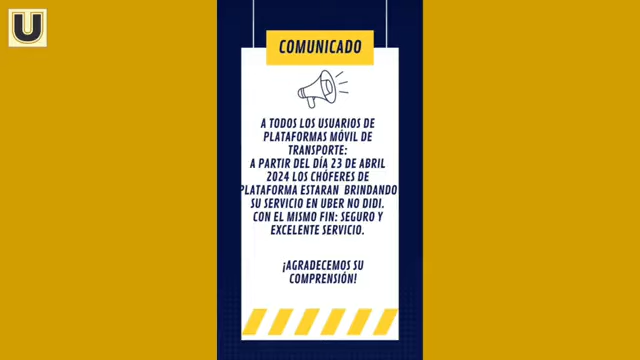 U
COMUNICADO
A TODOS LOS USUARIOS DE
PLATAFORMAS MÓVIL DE
TRANSPORTE:
A PARTIR DEL DÍA 23 DE ABRIL
2024 LOS CHÓFERES DE
PLATAFORMA ESTARAN BRINDANDO
SU SERVICIO EN UBER NO DIDI.
CON EL MISMO FIN: SEGURO Y
EXCELENTE SERVICIO.
¡AGRADECEMOS SU
COMPRENSIÓN!